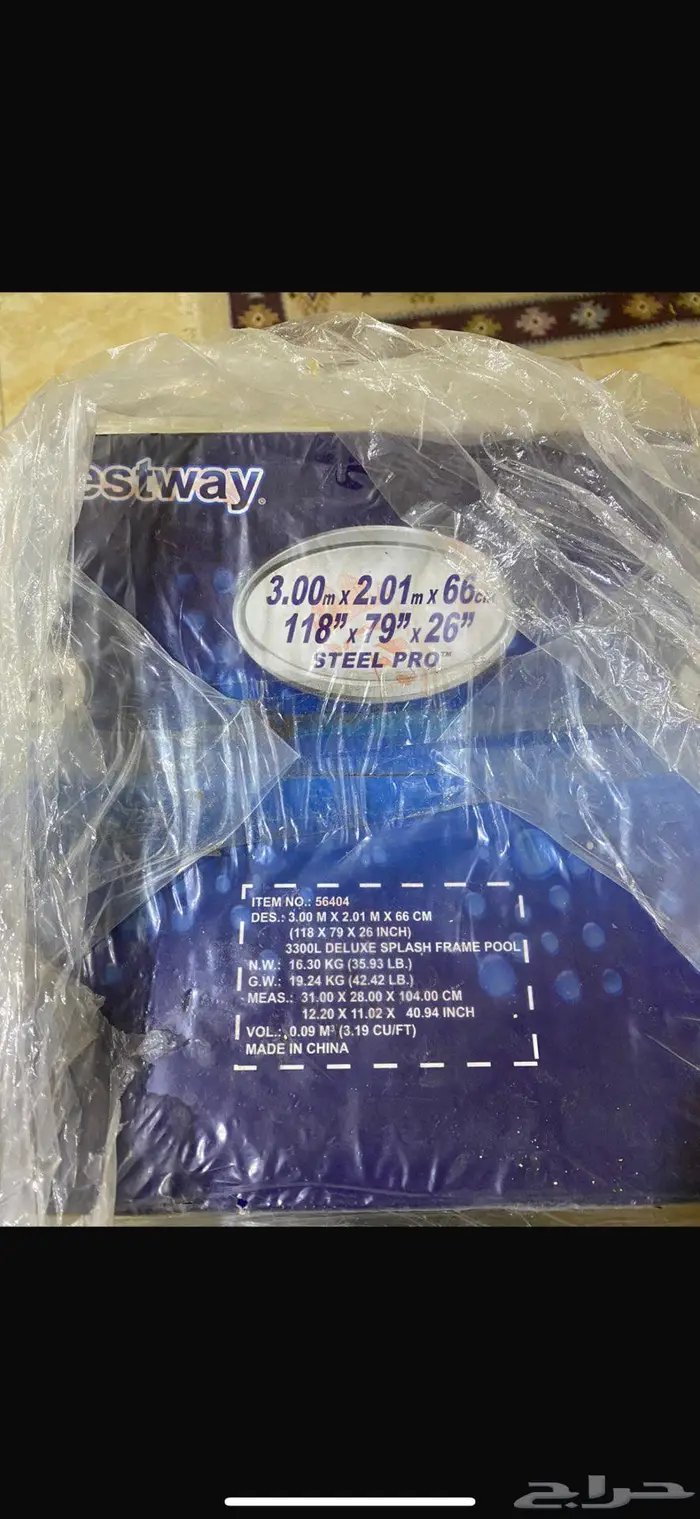 estway
3.00m x 2.01m x 66cm
118” x 79” x 26”
STEEL PRO™
ITEM NO.: 56404
DES.: 3.00 M X 2.01 M X 66 CM
(118 X 79 X 26 INCH)
3300L DELUXE SPLASH FRAME POOL
N.W.: 16.30 KG (35.93 LB.)
G.W.: 19.24 KG (42.42 LB.)
MEAS.: 31.00 X 28.00 X 104.00 CM
12.20 X 11.02 X 40.94 INCH
VOL.: 0.09 M³ (3.19 CU/FT)
MADE IN CHINA
حراج